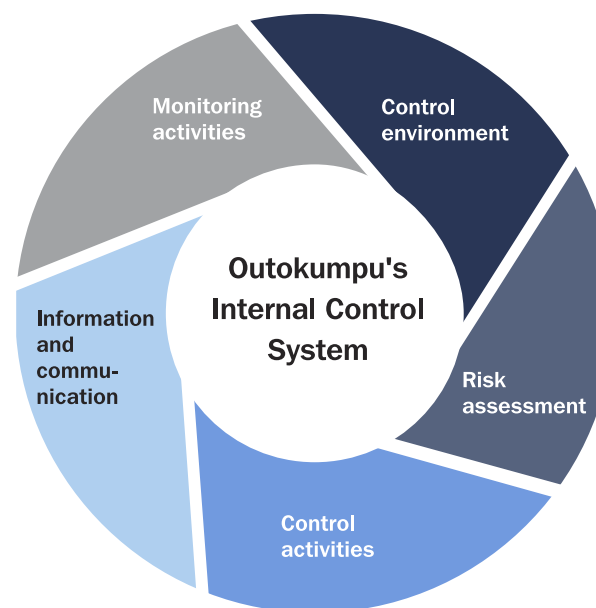 Monitoring
activities
Control
environment
Outokumpu's
Internal Control
System
Information
and
commu-
nication
Risk
assessment
Control
activities